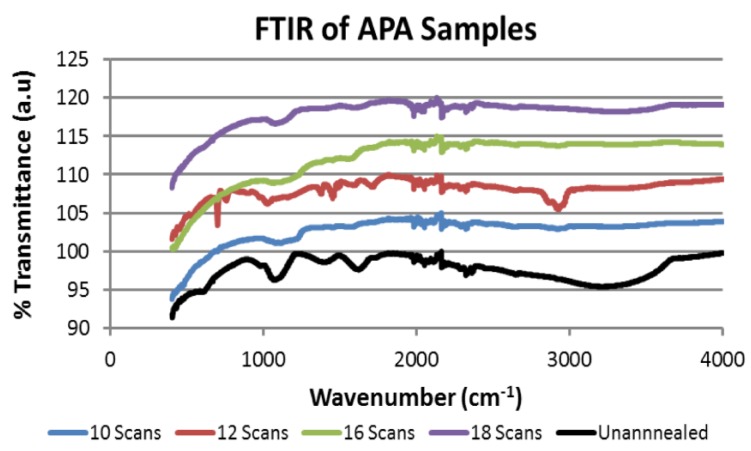 FTIR of APA Samples
% Transmittance (a.u)
125
120
115
110
105
100
95
90
0 1000 2000 3000 4000
Wavenumber (cm⁻¹)
10 Scans 12 Scans 16 Scans 18 Scans Unannnealed